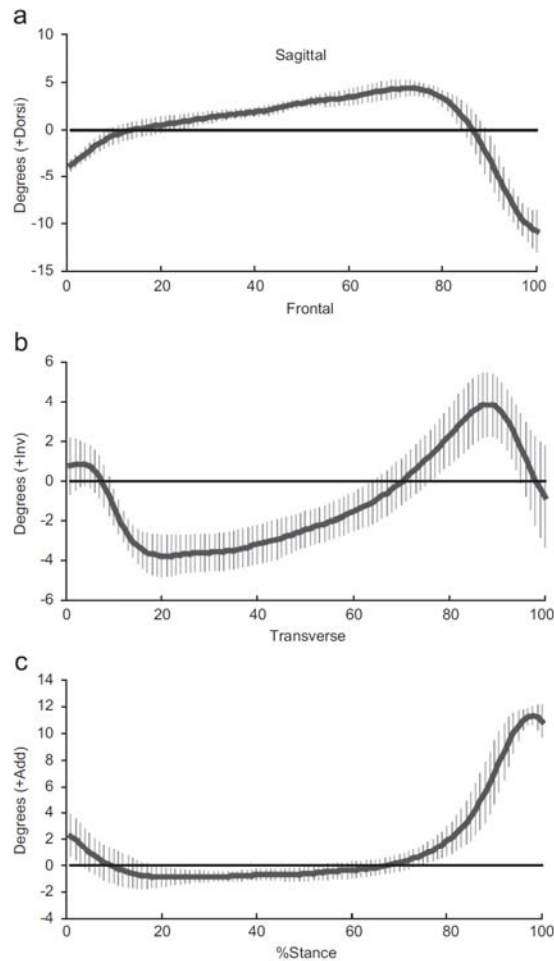 a
Sagittal
Degrees (+Dorsi)
10
5
0
-5
-10
-15
0 20 40 60 80 100
Frontal
b
Degrees (+Inv)
6
4
2
0
-2
-4
-6
0 20 40 60 80 100
Transverse
c
Degrees (+Add)
14
12
10
8
6
4
2
0
-2
-4
0 20 40 60 80 100
%Stance